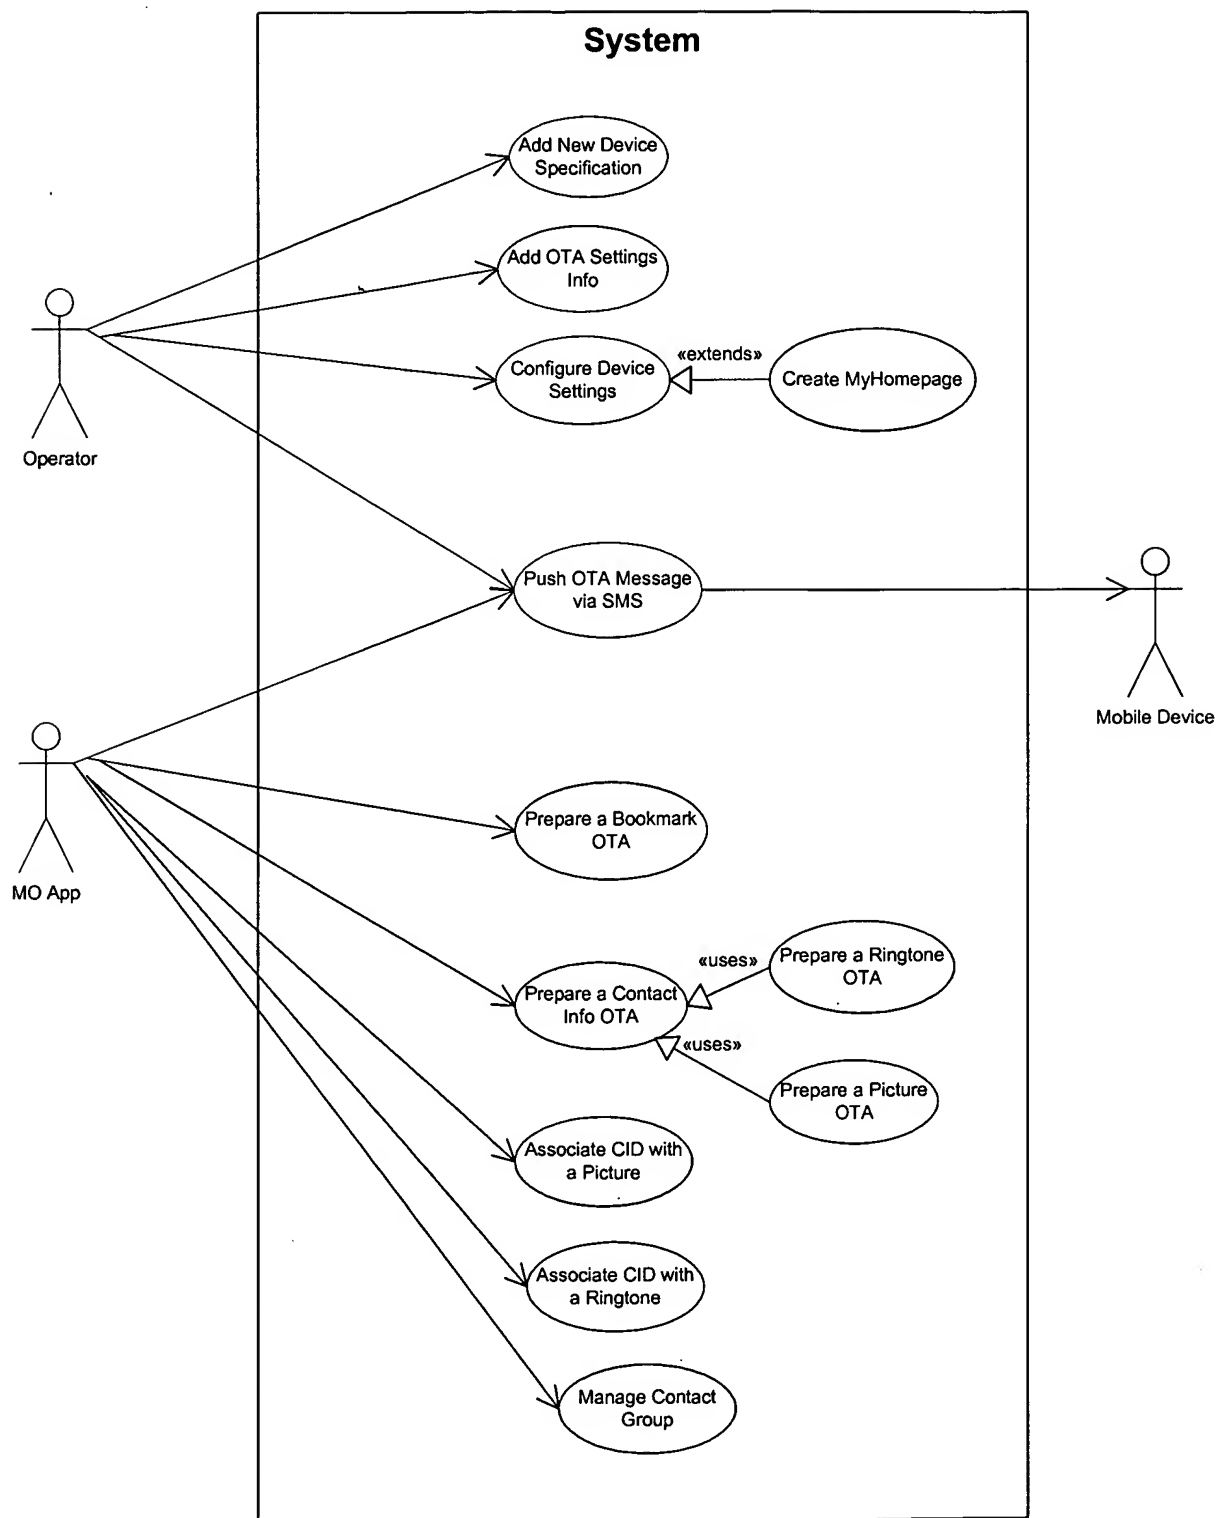 System
Add New Device
Specification
Add OTA Settings
Info
Configure Device
Settings
«extends»
Create MyHomepage
Operator
Push OTA Message
via SMS
Mobile Device
MO App
Prepare a Bookmark
OTA
«uses»
Prepare a Ringtone
OTA
Prepare a Contact
Info OTA
«uses»
Prepare a Picture
OTA
Associate CID with
a Picture
Associate CID with
a Ringtone
Manage Contact
Group